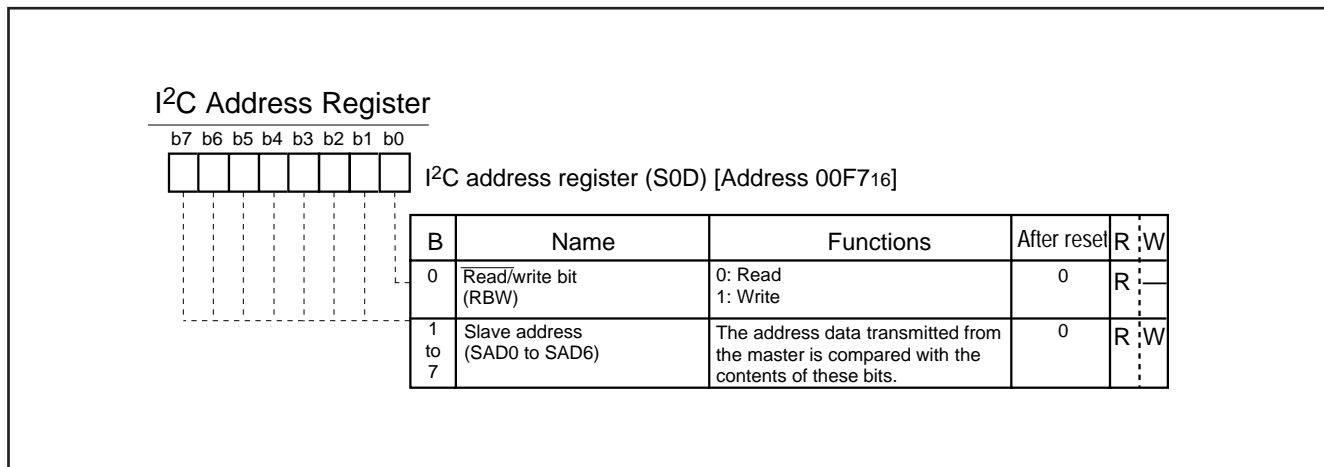 I²C Address Register
b7 b6 b5 b4 b3 b2 b1 b0
I²C address register (S0D) [Address 00F7₁₆]
B Name Functions After reset R W
0 Read/write bit 0: Read 0 R —
(RBW) 1: Write
1 Slave address The address data transmitted from 0 R W
to (SAD0 to SAD6) the master is compared with the
7 contents of these bits.